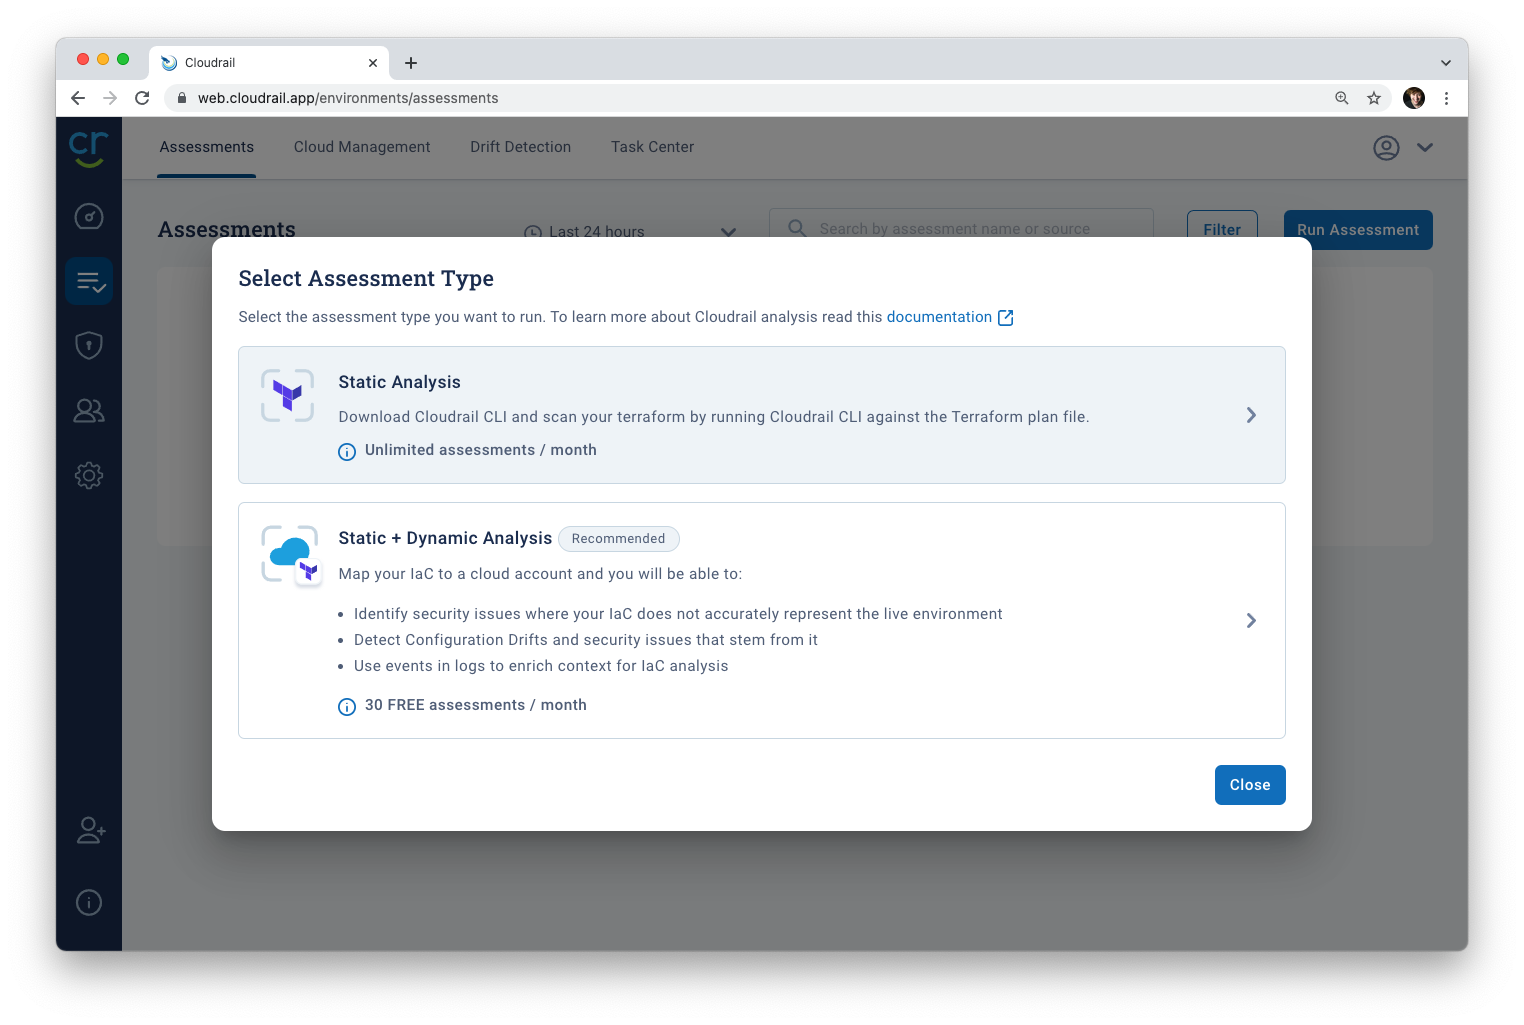 Cloudrail
web.cloudrail.app/environments/assessments
cr
Assessments
Cloud Management
Drift Detection
Task Center
Assessments
Last 24 hours
Search by assessment name or source
Filter
Run Assessment
Select Assessment Type
Select the assessment type you want to run. To learn more about Cloudrail analysis read this documentation
Static Analysis
Download Cloudrail CLI and scan your terraform by running Cloudrail CLI against the Terraform plan file.
Unlimited assessments / month
Static + Dynamic Analysis Recommended
Map your IaC to a cloud account and you will be able to:
• Identify security issues where your IaC does not accurately represent the live environment
• Detect Configuration Drifts and security issues that stem from it
• Use events in logs to enrich context for IaC analysis
30 FREE assessments / month
Close